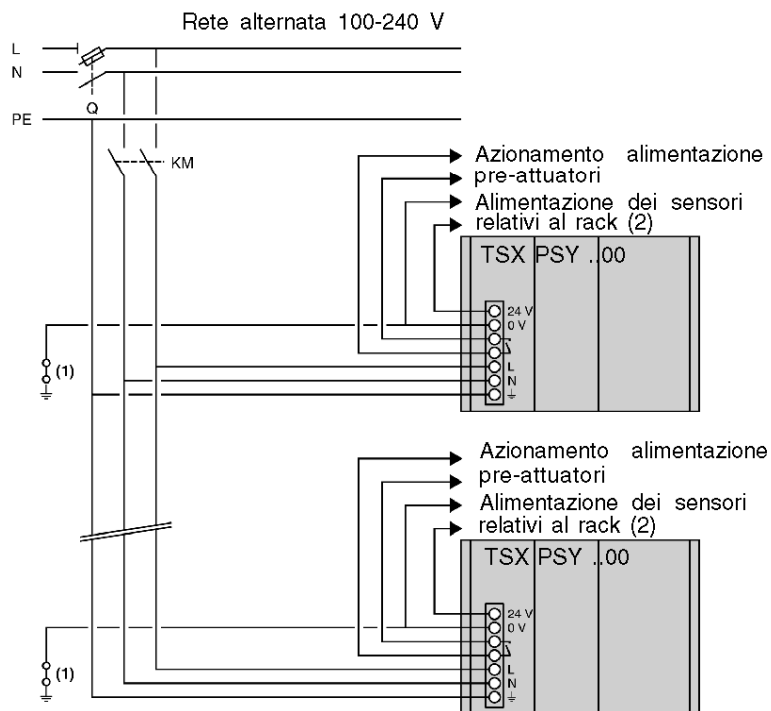 Rete alternata 100-240 V
L
N
Q
PE
KM
Azionamento alimentazione
pre-attuatori
Alimentazione dei sensori
relativi al rack (2)
TSX PSY ..00
24 V
0 V
(1)
L
N
Azionamento alimentazione
pre-attuatori
Alimentazione dei sensori
relativi al rack (2)
TSX PSY ..00
24 V
0 V
(1)
L
N